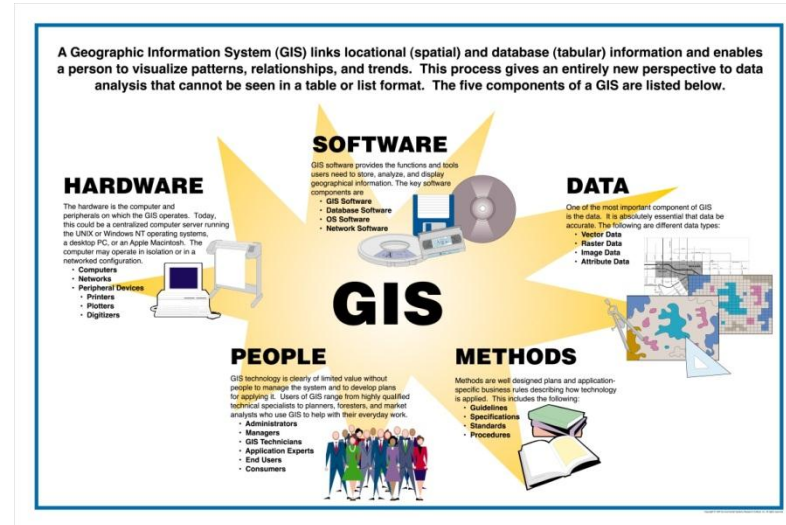 A Geographic Information System (GIS) links locational (spatial) and database (tabular) information and enables
a person to visualize patterns, relationships, and trends. This process gives an entirely new perspective to data
analysis that cannot be seen in a table or list format. The five components of a GIS are listed below.
SOFTWARE
GIS software provides the functions and tools
users need to store, analyze, and display
geographical information. The key software
components are
• GIS Software
• Database Software
• OS Software
• Network Software
HARDWARE
The hardware is the computer and
peripherals on which the GIS operates. Today,
this could be a centralized computer server running
the UNIX or Windows NT operating systems,
a desktop PC, or an Apple Macintosh. The
computer may operate in isolation or in a
networked configuration.
• Computers
• Networks
• Peripheral Devices
• Printers
• Plotters
• Digitizers
DATA
One of the most important component of GIS
is the data. It is absolutely essential that data be
accurate. The following are different data types:
• Vector Data
• Raster Data
• Image Data
• Attribute Data
GIS
PEOPLE
GIS technology is clearly of limited value without
people to manage the system and to develop plans
for applying it. Users of GIS range from highly qualified
technical specialists to planners, foresters, and market
analysts who use GIS to help with their everyday work.
• Administrators
• Managers
• GIS Technicians
• Application Experts
• End Users
• Consumers
METHODS
Methods are well designed plans and application-
specific business rules describing how technology
is applied. This includes the following:
• Guidelines
• Specifications
• Standards
• Procedures